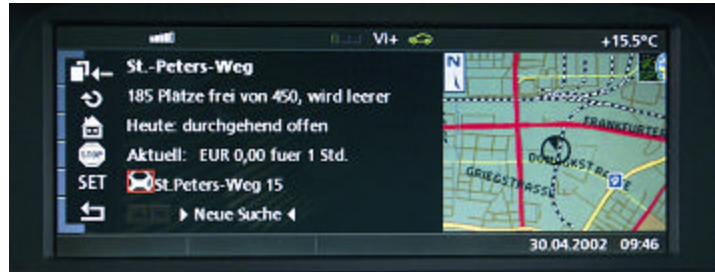 VI+
+15.5°C
St.-Peters-Weg
185 Plätze frei von 450, wird leerer
Heute: durchgehend offen
STOP
Aktuell: EUR 0,00 fuer 1 Std.
SET
St.Peters-Weg 15
Neue Suche
N
FRANKFURTER
GRIEGSTRASSE
30.04.2002 09:46